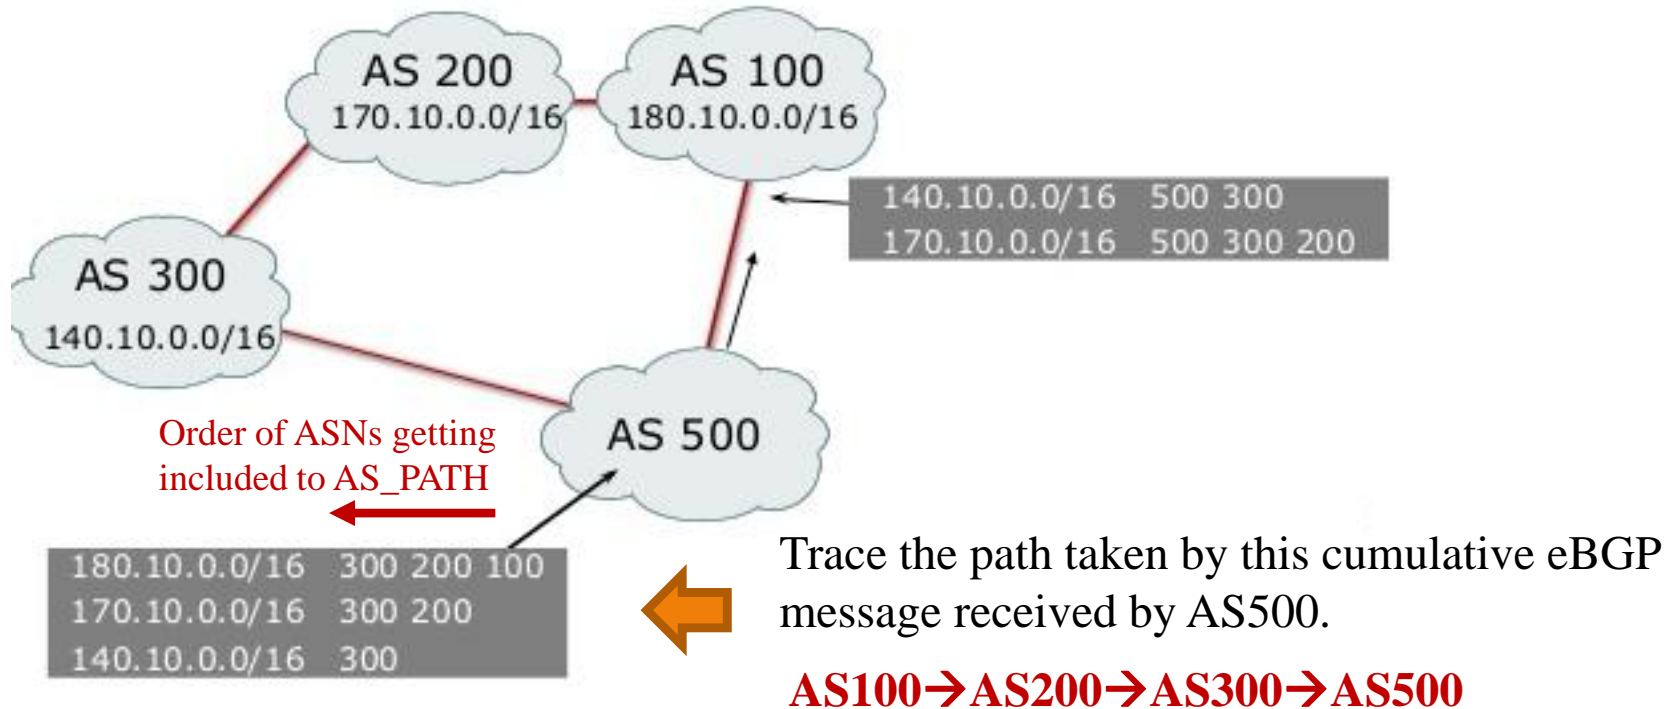 AS 200
170.10.0.0/16
AS 100
180.10.0.0/16
140.10.0.0/16 500 300
170.10.0.0/16 500 300 200
AS 300
140.10.0.0/16
AS 500
Order of ASNs getting
included to AS_PATH
180.10.0.0/16 300 200 100
170.10.0.0/16 300 200
140.10.0.0/16 300
Trace the path taken by this cumulative eBGP
message received by AS500.
AS100→AS200→AS300→AS500